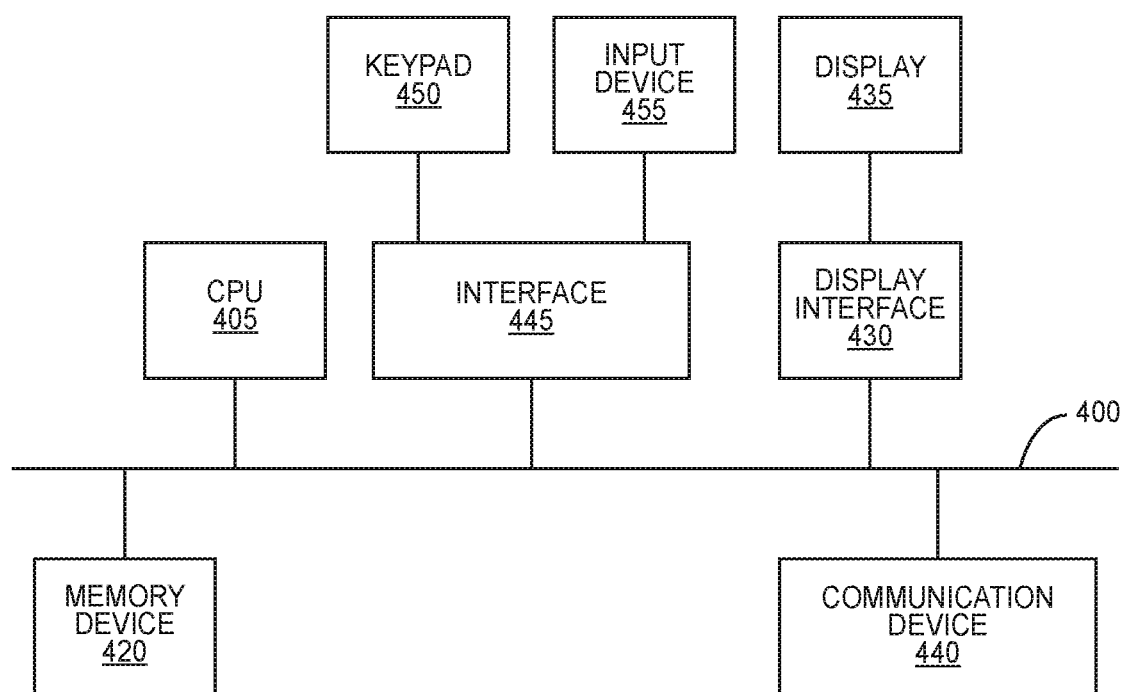 KEYPAD
450
INPUT
DEVICE
455
DISPLAY
435
CPU
405
INTERFACE
445
DISPLAY
INTERFACE
430
400
MEMORY
DEVICE
420
COMMUNICATION
DEVICE
440